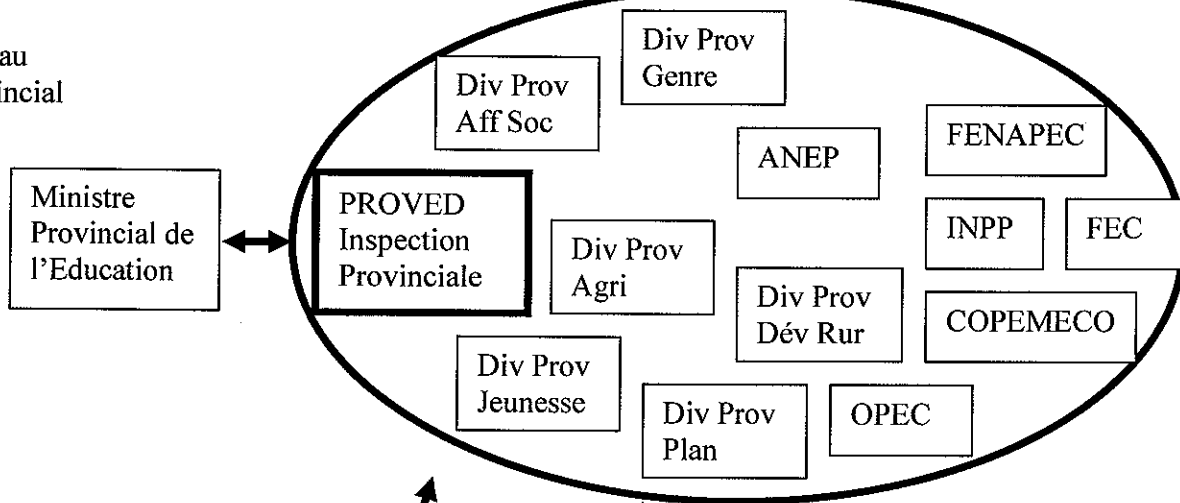 au
incial
Ministre
Provincial de
l'Education
PROVED
Inspection
Provinciale
Div Prov
Aff Soc
Div Prov
Genre
ANEP
FENAPEC
INPP
FEC
Div Prov
Agri
Div Prov
Dév Rur
COPEMECO
Div Prov
Jeunesse
Div Prov
Plan
OPEC